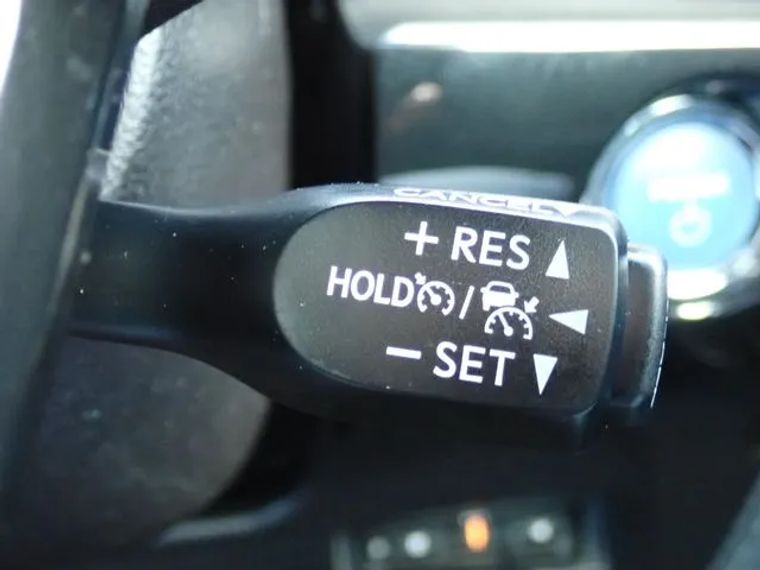 CANCEL
+ RES
HOLD /
− SET